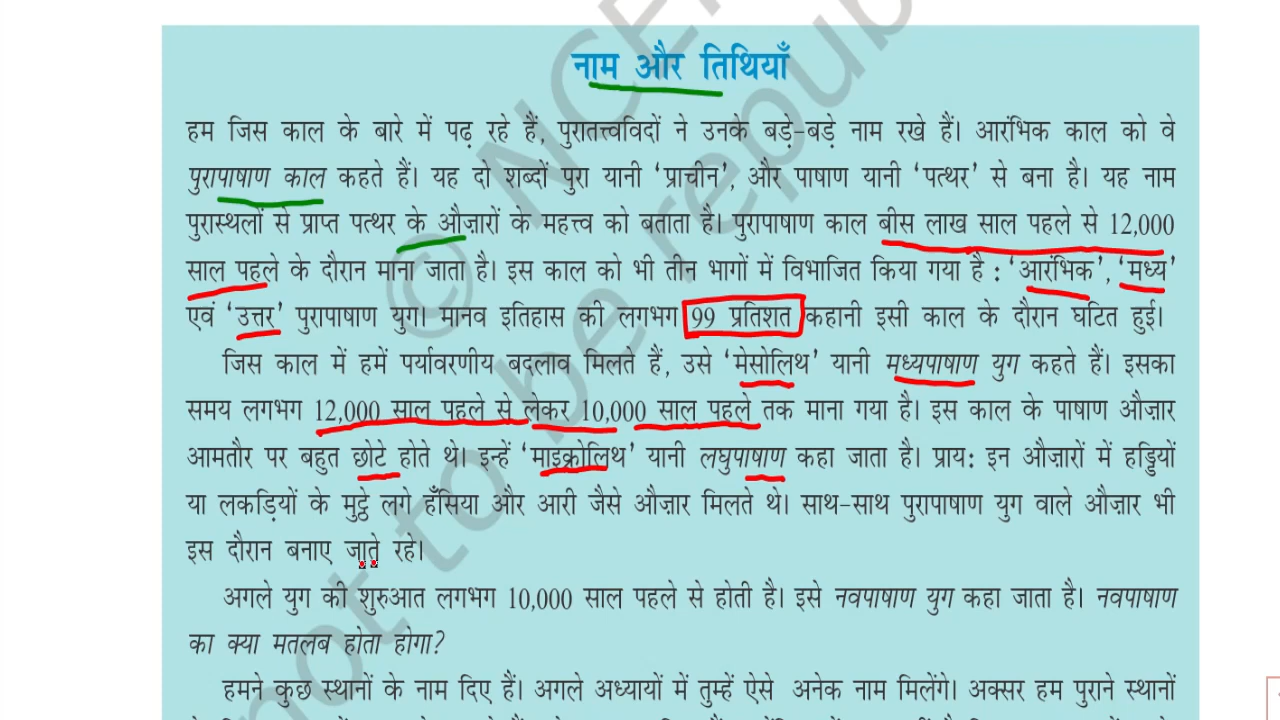 नाम और तिथियाँ
हम जिस काल के बारे में पढ़ रहे हैं, पुरातत्त्वविदों ने उनके बड़े-बड़े नाम रखे हैं। आरंभिक काल को वे
पुरापाषाण काल कहते हैं। यह दो शब्दों पुरा यानी ‘प्राचीन’, और पाषाण यानी ‘पत्थर’ से बना है। यह नाम
पुरास्थलों से प्राप्त पत्थर के औज़ारों के महत्त्व को बताता है। पुरापाषाण काल बीस लाख साल पहले से 12,000
साल पहले के दौरान माना जाता है। इस काल को भी तीन भागों में विभाजित किया गया है : ‘आरंभिक’, ‘मध्य’
एवं ‘उत्तर’ पुरापाषाण युग। मानव इतिहास की लगभग 99 प्रतिशत कहानी इसी काल के दौरान घटित हुई।
जिस काल में हमें पर्यावरणीय बदलाव मिलते हैं, उसे ‘मेसोलिथ’ यानी मध्यपाषाण युग कहते हैं। इसका
समय लगभग 12,000 साल पहले से लेकर 10,000 साल पहले तक माना गया है। इस काल के पाषाण औज़ार
आमतौर पर बहुत छोटे होते थे। इन्हें ‘माइक्रोलिथ’ यानी लघुपाषाण कहा जाता है। प्राय: इन औज़ारों में हड्डियों
या लकड़ियों के मुट्ठे लगे हँसिया और आरी जैसे औज़ार मिलते थे। साथ-साथ पुरापाषाण युग वाले औज़ार भी
इस दौरान बनाए जाते रहे।
अगले युग की शुरुआत लगभग 10,000 साल पहले से होती है। इसे नवपाषाण युग कहा जाता है। नवपाषाण
का क्या मतलब होता होगा?
हमने कुछ स्थानों के नाम दिए हैं। अगले अध्यायों में तुम्हें ऐसे अनेक नाम मिलेंगे। अक्सर हम पुराने स्थानों
© NCE
not to be republ